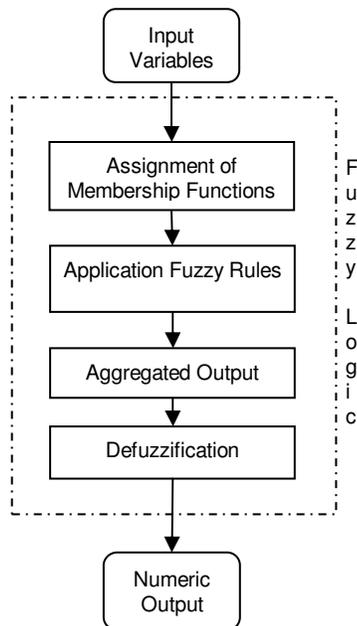 Input
Variables
Assignment of
Membership Functions
Application Fuzzy Rules
Aggregated Output
Defuzzification
Numeric
Output
F
u
z
z
y
L
o
g
i
c